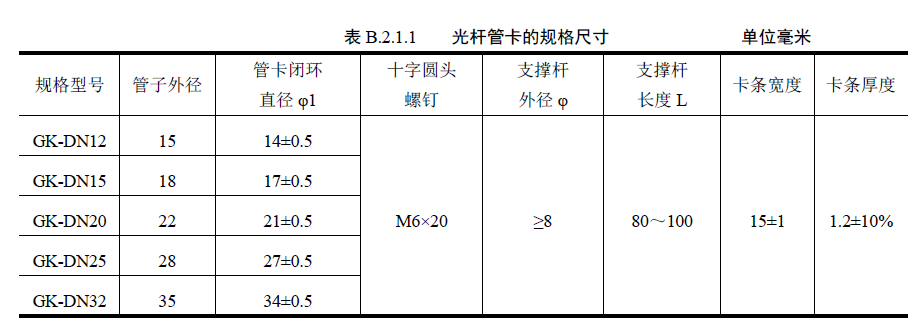 表 B.2.1.1 光杆管卡的规格尺寸 单位毫米
规格型号 管子外径 管卡闭环直径 φ1 十字圆头螺钉 支撑杆外径 φ 支撑杆长度 L 卡条宽度 卡条厚度
GK-DN12 15 14±0.5 M6×20 ≥8 80～100 15±1 1.2±10%
GK-DN15 18 17±0.5
GK-DN20 22 21±0.5
GK-DN25 28 27±0.5
GK-DN32 35 34±0.5